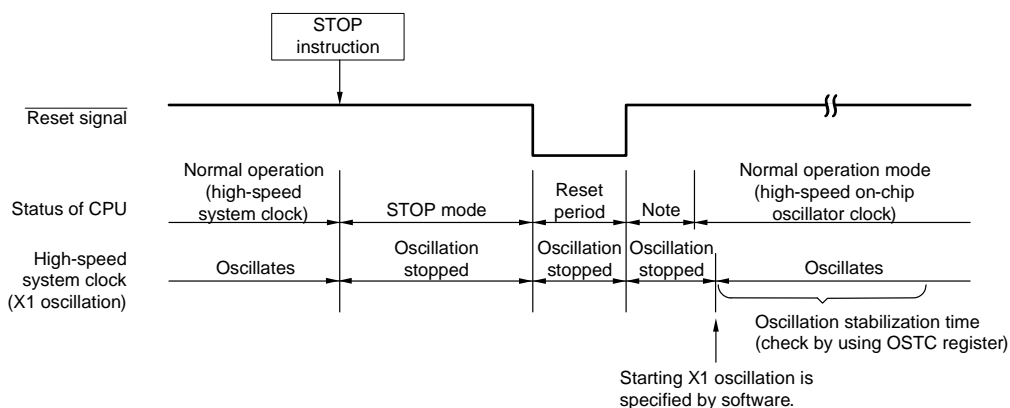 STOP
instruction
Reset signal
Normal operation
(high-speed
system clock)
Reset
period
Normal operation mode
(high-speed on-chip
oscillator clock)
Status of CPU
STOP mode
Note
High-speed
system clock
(X1 oscillation)
Oscillates
Oscillation
stopped
Oscillation
stopped
Oscillation
stopped
Oscillates
Oscillation stabilization time
(check by using OSTC register)
Starting X1 oscillation is
specified by software.